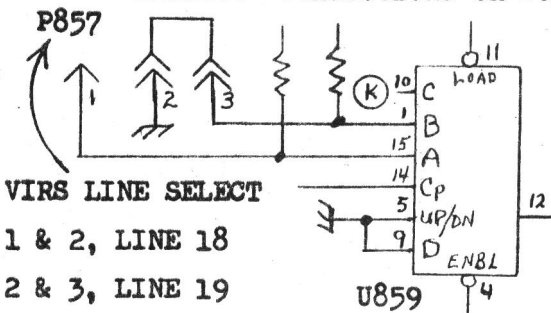 P857
11
LOAD
1
2
3
K
10
C
1
B
15
A
14
Cp
5
UP/DN
9
D
12
ENBL
4
U859
VIRS LINE SELECT
1 & 2, LINE 18
2 & 3, LINE 19